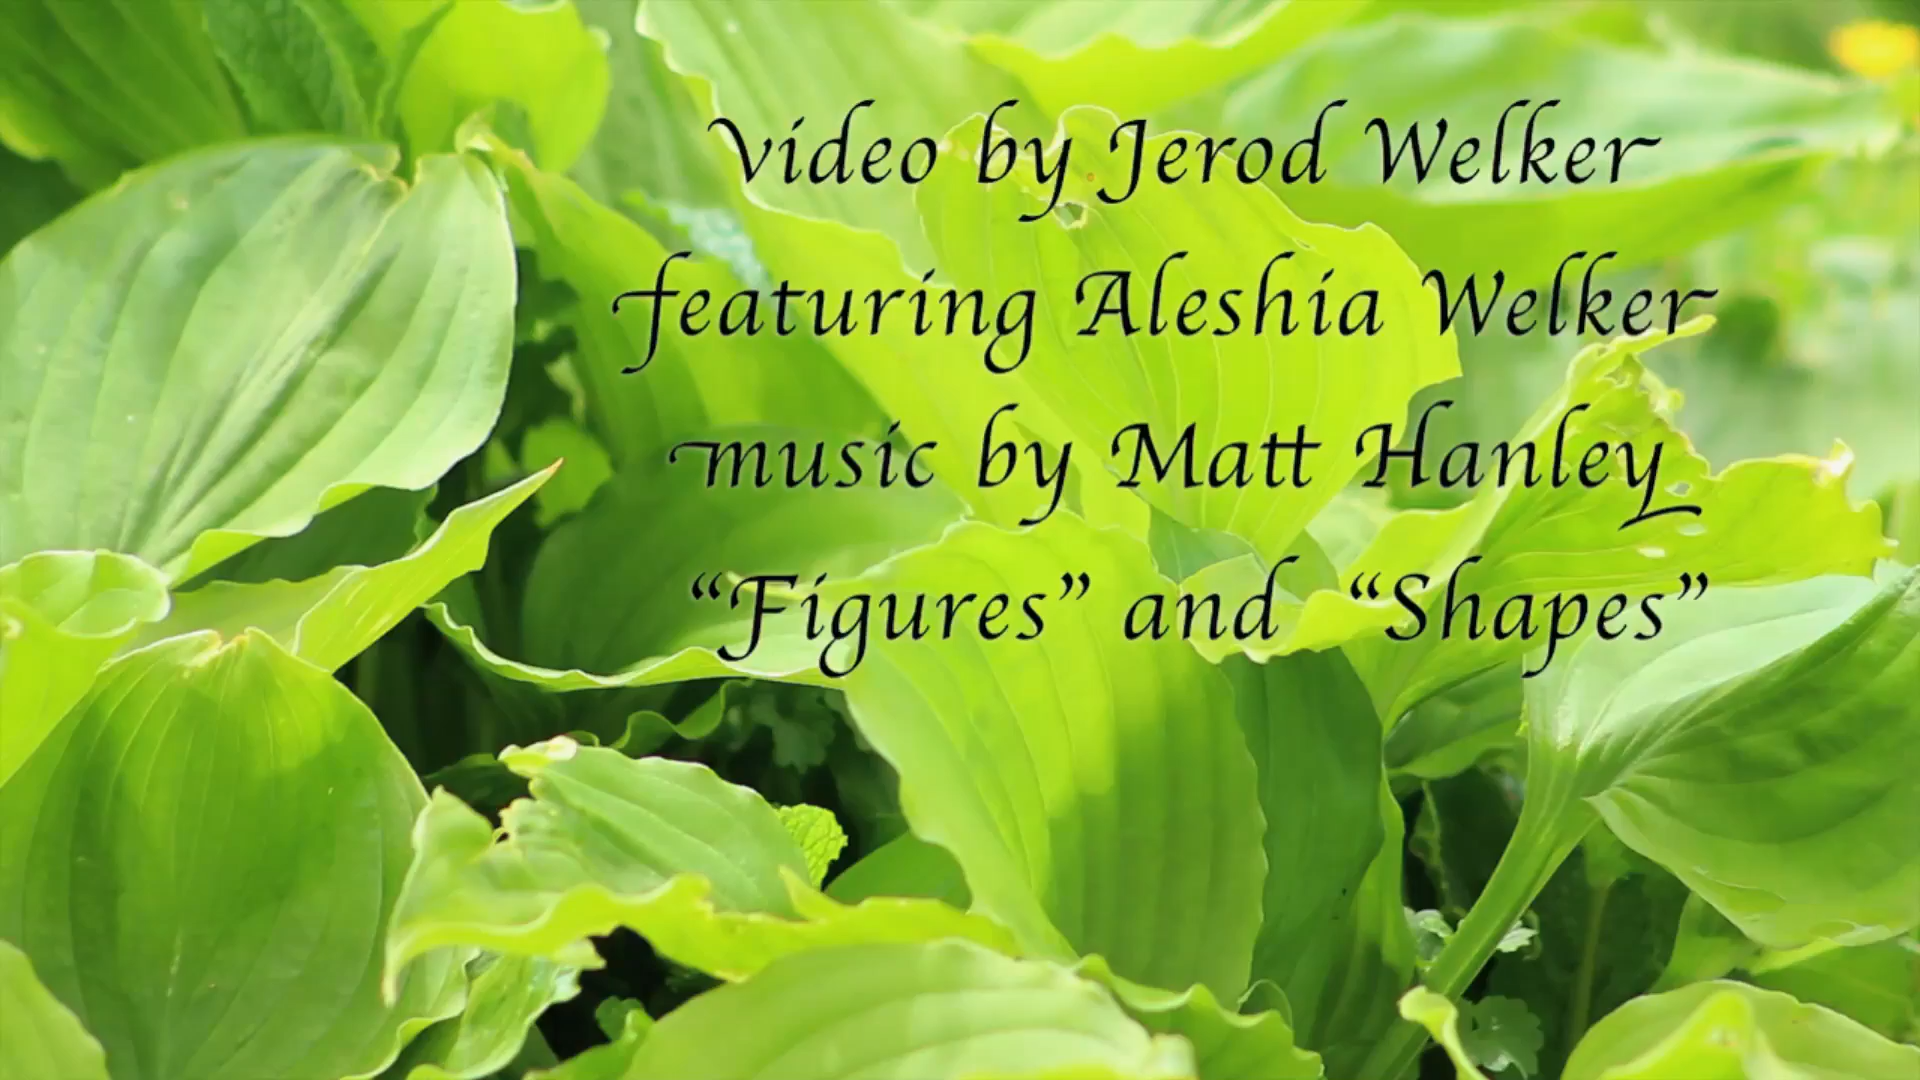 video by Jerod Welker
featuring Aleshia Welker
music by Matt Hanley
“Figures” and “Shapes”